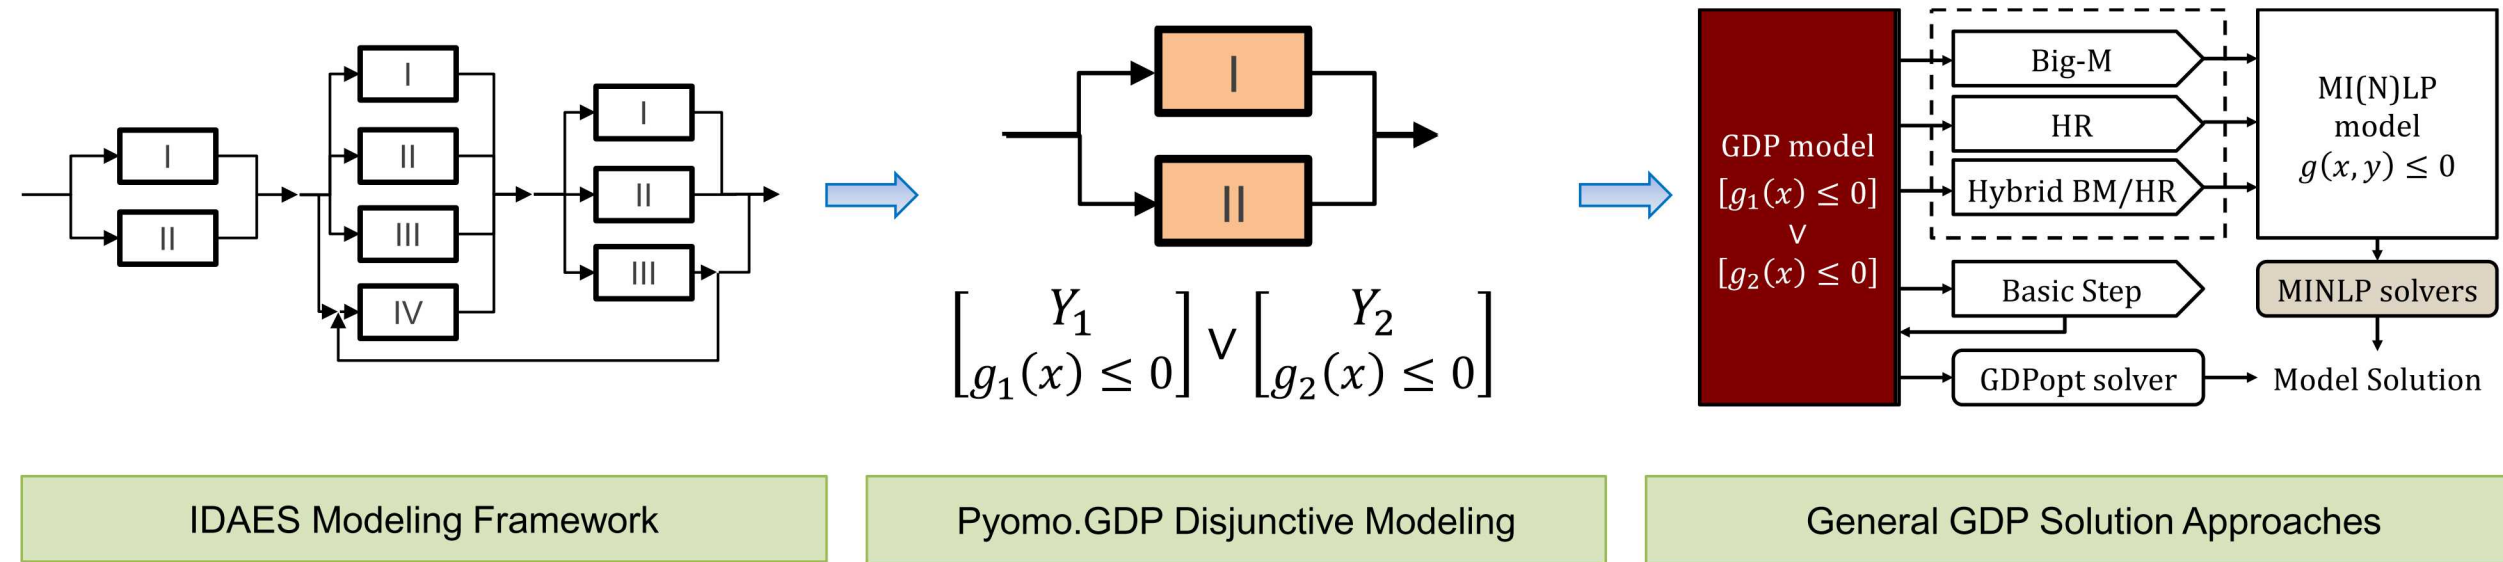 I
II
I
II
III
IV
I
II
III
IDAES Modeling Framework
I
II
[Y₁
g₁(x) ≤ 0] ∨ [Y₂
g₂(x) ≤ 0]
Pyomo.GDP Disjunctive Modeling
GDP model
[g₁(x) ≤ 0]
∨
[g₂(x) ≤ 0]
Big-M
HR
Hybrid BM/HR
Basic Step
GDPopt solver
MI(N)LP
model
g(x, y) ≤ 0
MINLP solvers
Model Solution
General GDP Solution Approaches